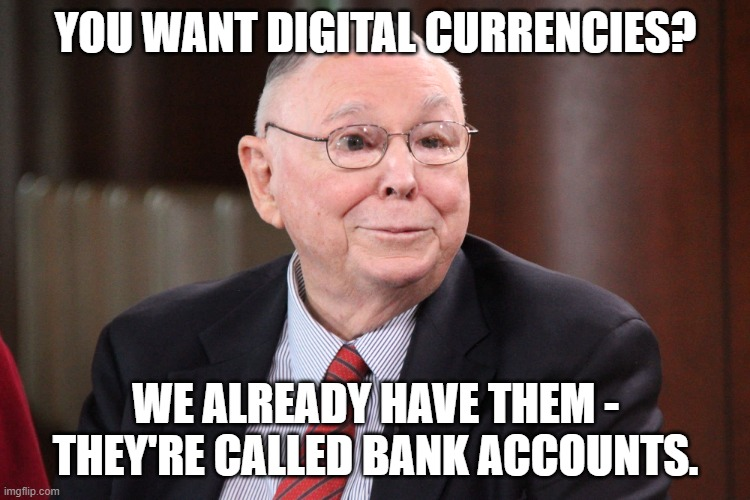 YOU WANT DIGITAL CURRENCIES?
WE ALREADY HAVE THEM -
THEY'RE CALLED BANK ACCOUNTS.
imgflip.com